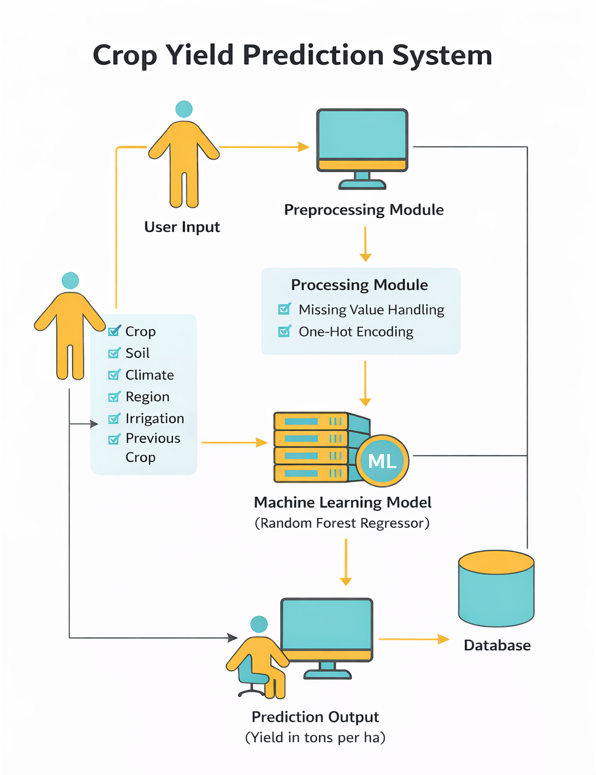 Crop Yield Prediction System
User Input
Preprocessing Module
Processing Module
Missing Value Handling
One-Hot Encoding
Crop
Soil
Climate
Region
Irrigation
Previous
Crop
ML
Machine Learning Model
(Random Forest Regressor)
Database
Prediction Output
(Yield in tons per ha)